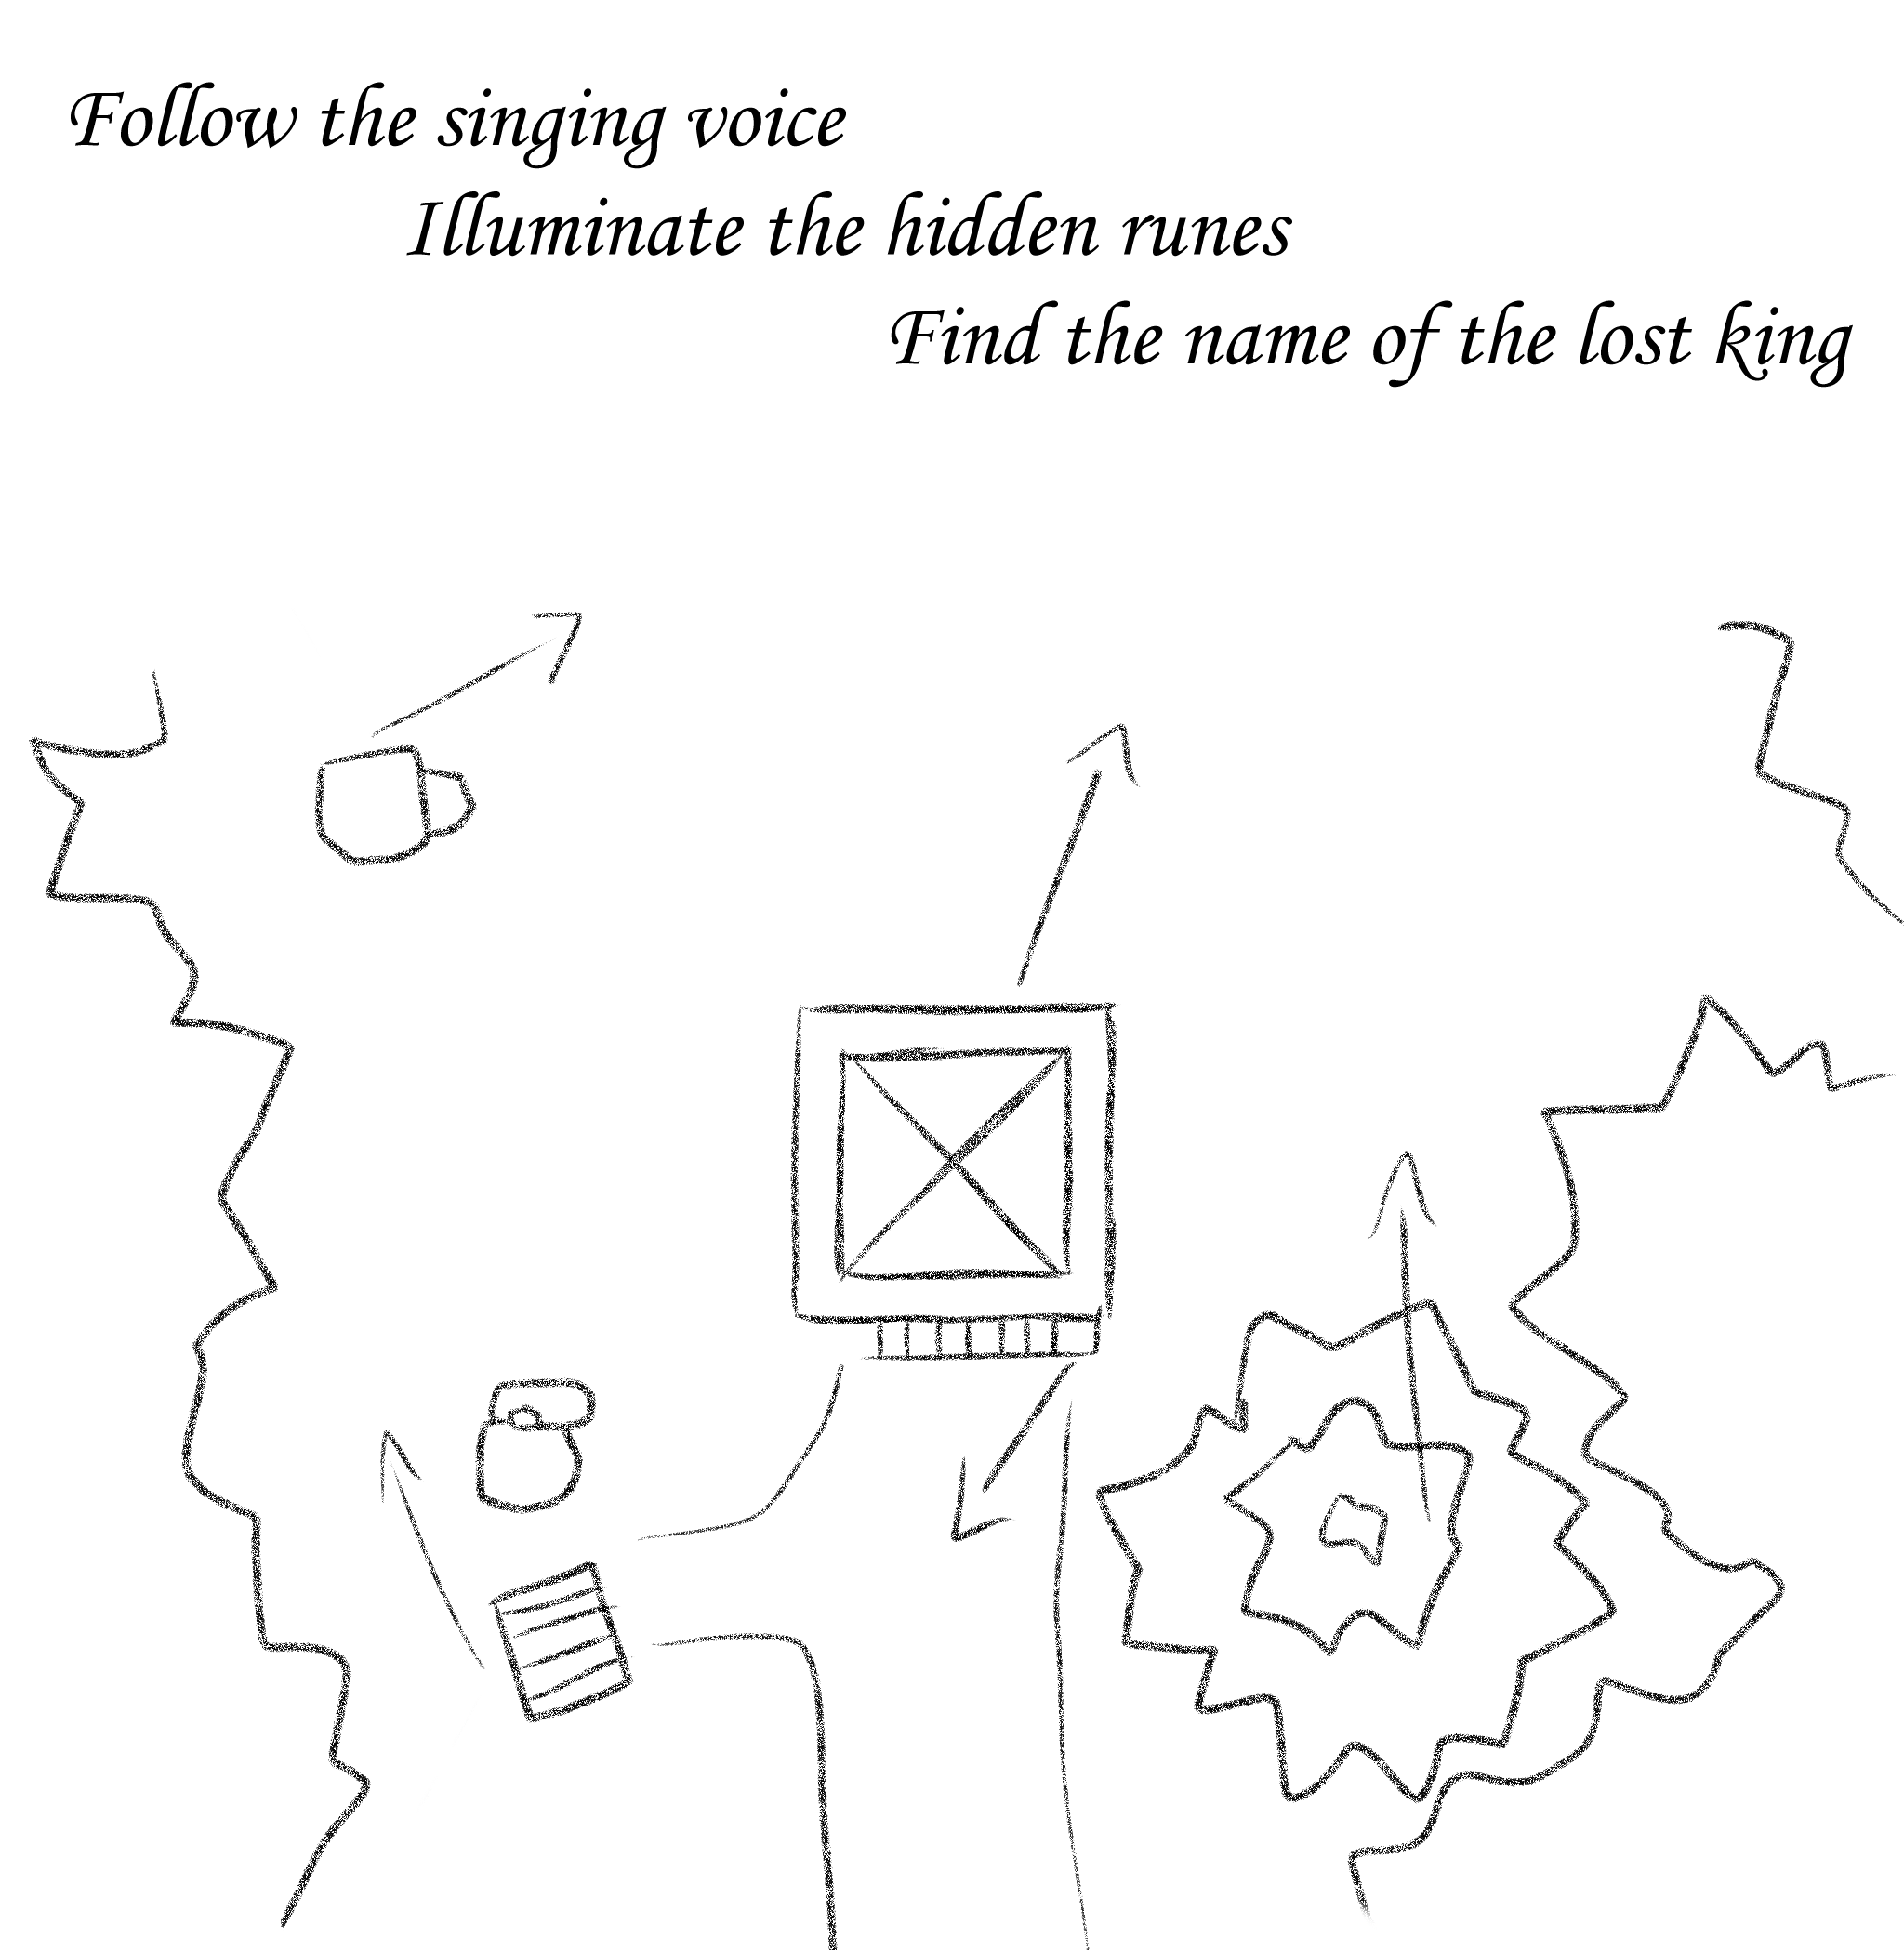 Follow the singing voice
Illuminate the hidden runes
Find the name of the lost king